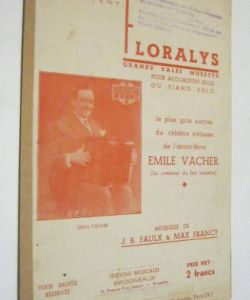 FLORALYS
GRANDE VALSE MUSETTE
POUR ACCORDÉON SOLO
OU PIANO SOLO
le plus gros succès
du célèbre virtuose
de l'accordéon
EMILE VACHER
(Le créateur du bal musette)
EMILE VACHER
MUSIQUE DE
J. B. FAULX & MAX FRANCY
TOUS DROITS
RÉSERVÉS
EDITIONS MUSICALES
BROGNEAUX
PRIX NET
2 francs